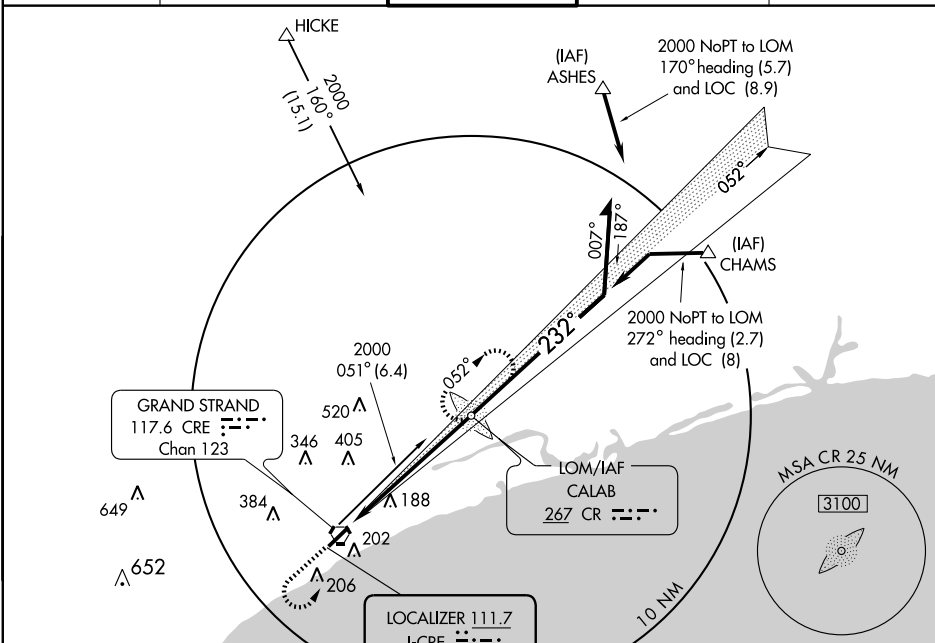 HICKE
2000
160°
(15.1)
(IAF)
ASHES
2000 NoPT to LOM
170° heading (5.7)
and LOC (8.9)
052°
007°
187°
(IAF)
CHAMS
2000 NoPT to LOM
272° heading (2.7)
and LOC (8)
232°
052°
2000
051° (6.4)
GRAND STRAND
117.6 CRE
Chan 123
520
346
405
649
384
188
202
652
206
LOM/IAF
CALAB
267 CR
MSA CR 25 NM
3100
10 NM
LOCALIZER 111.7
I-CRE